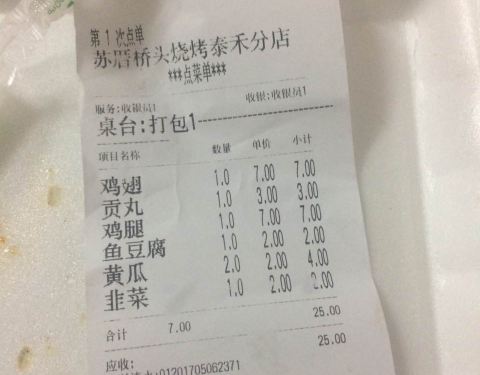 第 1 次点单
苏厝桥头烧烤泰禾分店
***点菜单***
服务:收银员1 收银:收银员1
桌台:打包1
项目名称 数量 单价 小计
鸡翅 1.0 7.00 7.00
贡丸 1.0 3.00 3.00
鸡腿 1.0 7.00 7.00
鱼豆腐 1.0 2.00 2.00
黄瓜 2.0 2.00 4.00
韭菜 1.0 2.00 2.00
合计 7.00 25.00
应收: 25.00
:01201705062371